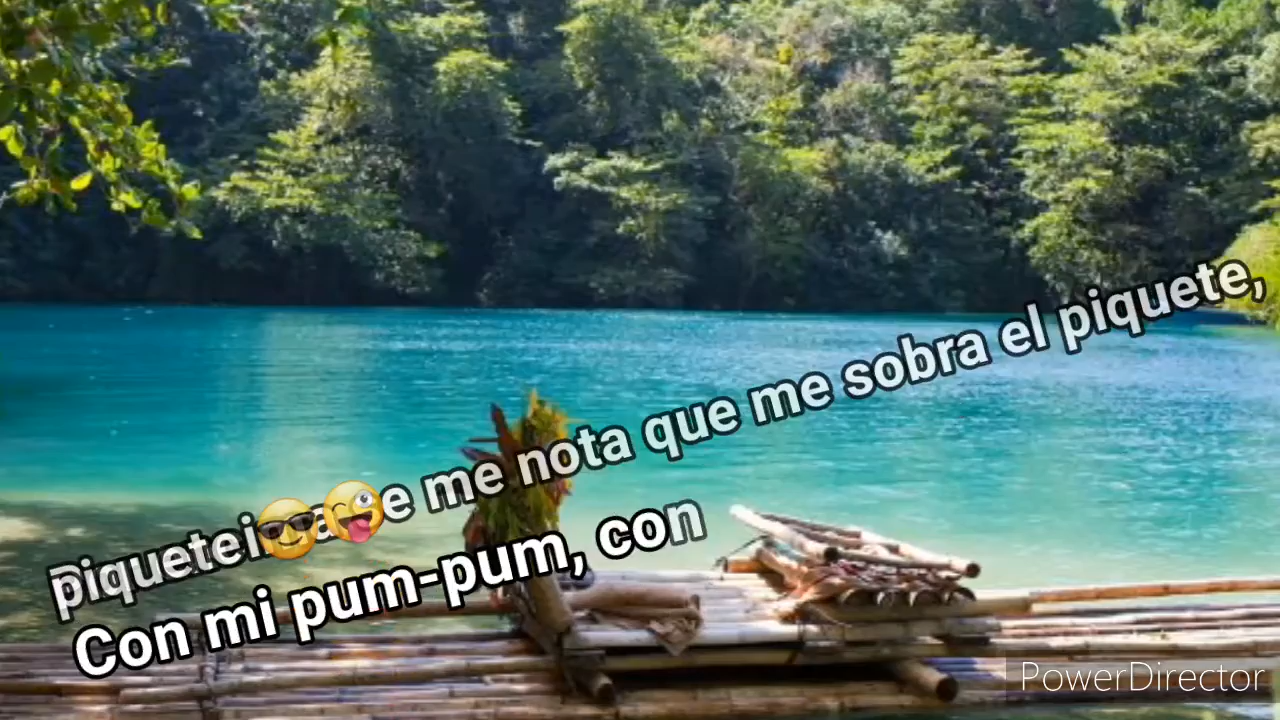 me nota que me sobra el piquete,
Con mi pum-pum, con
PowerDirector